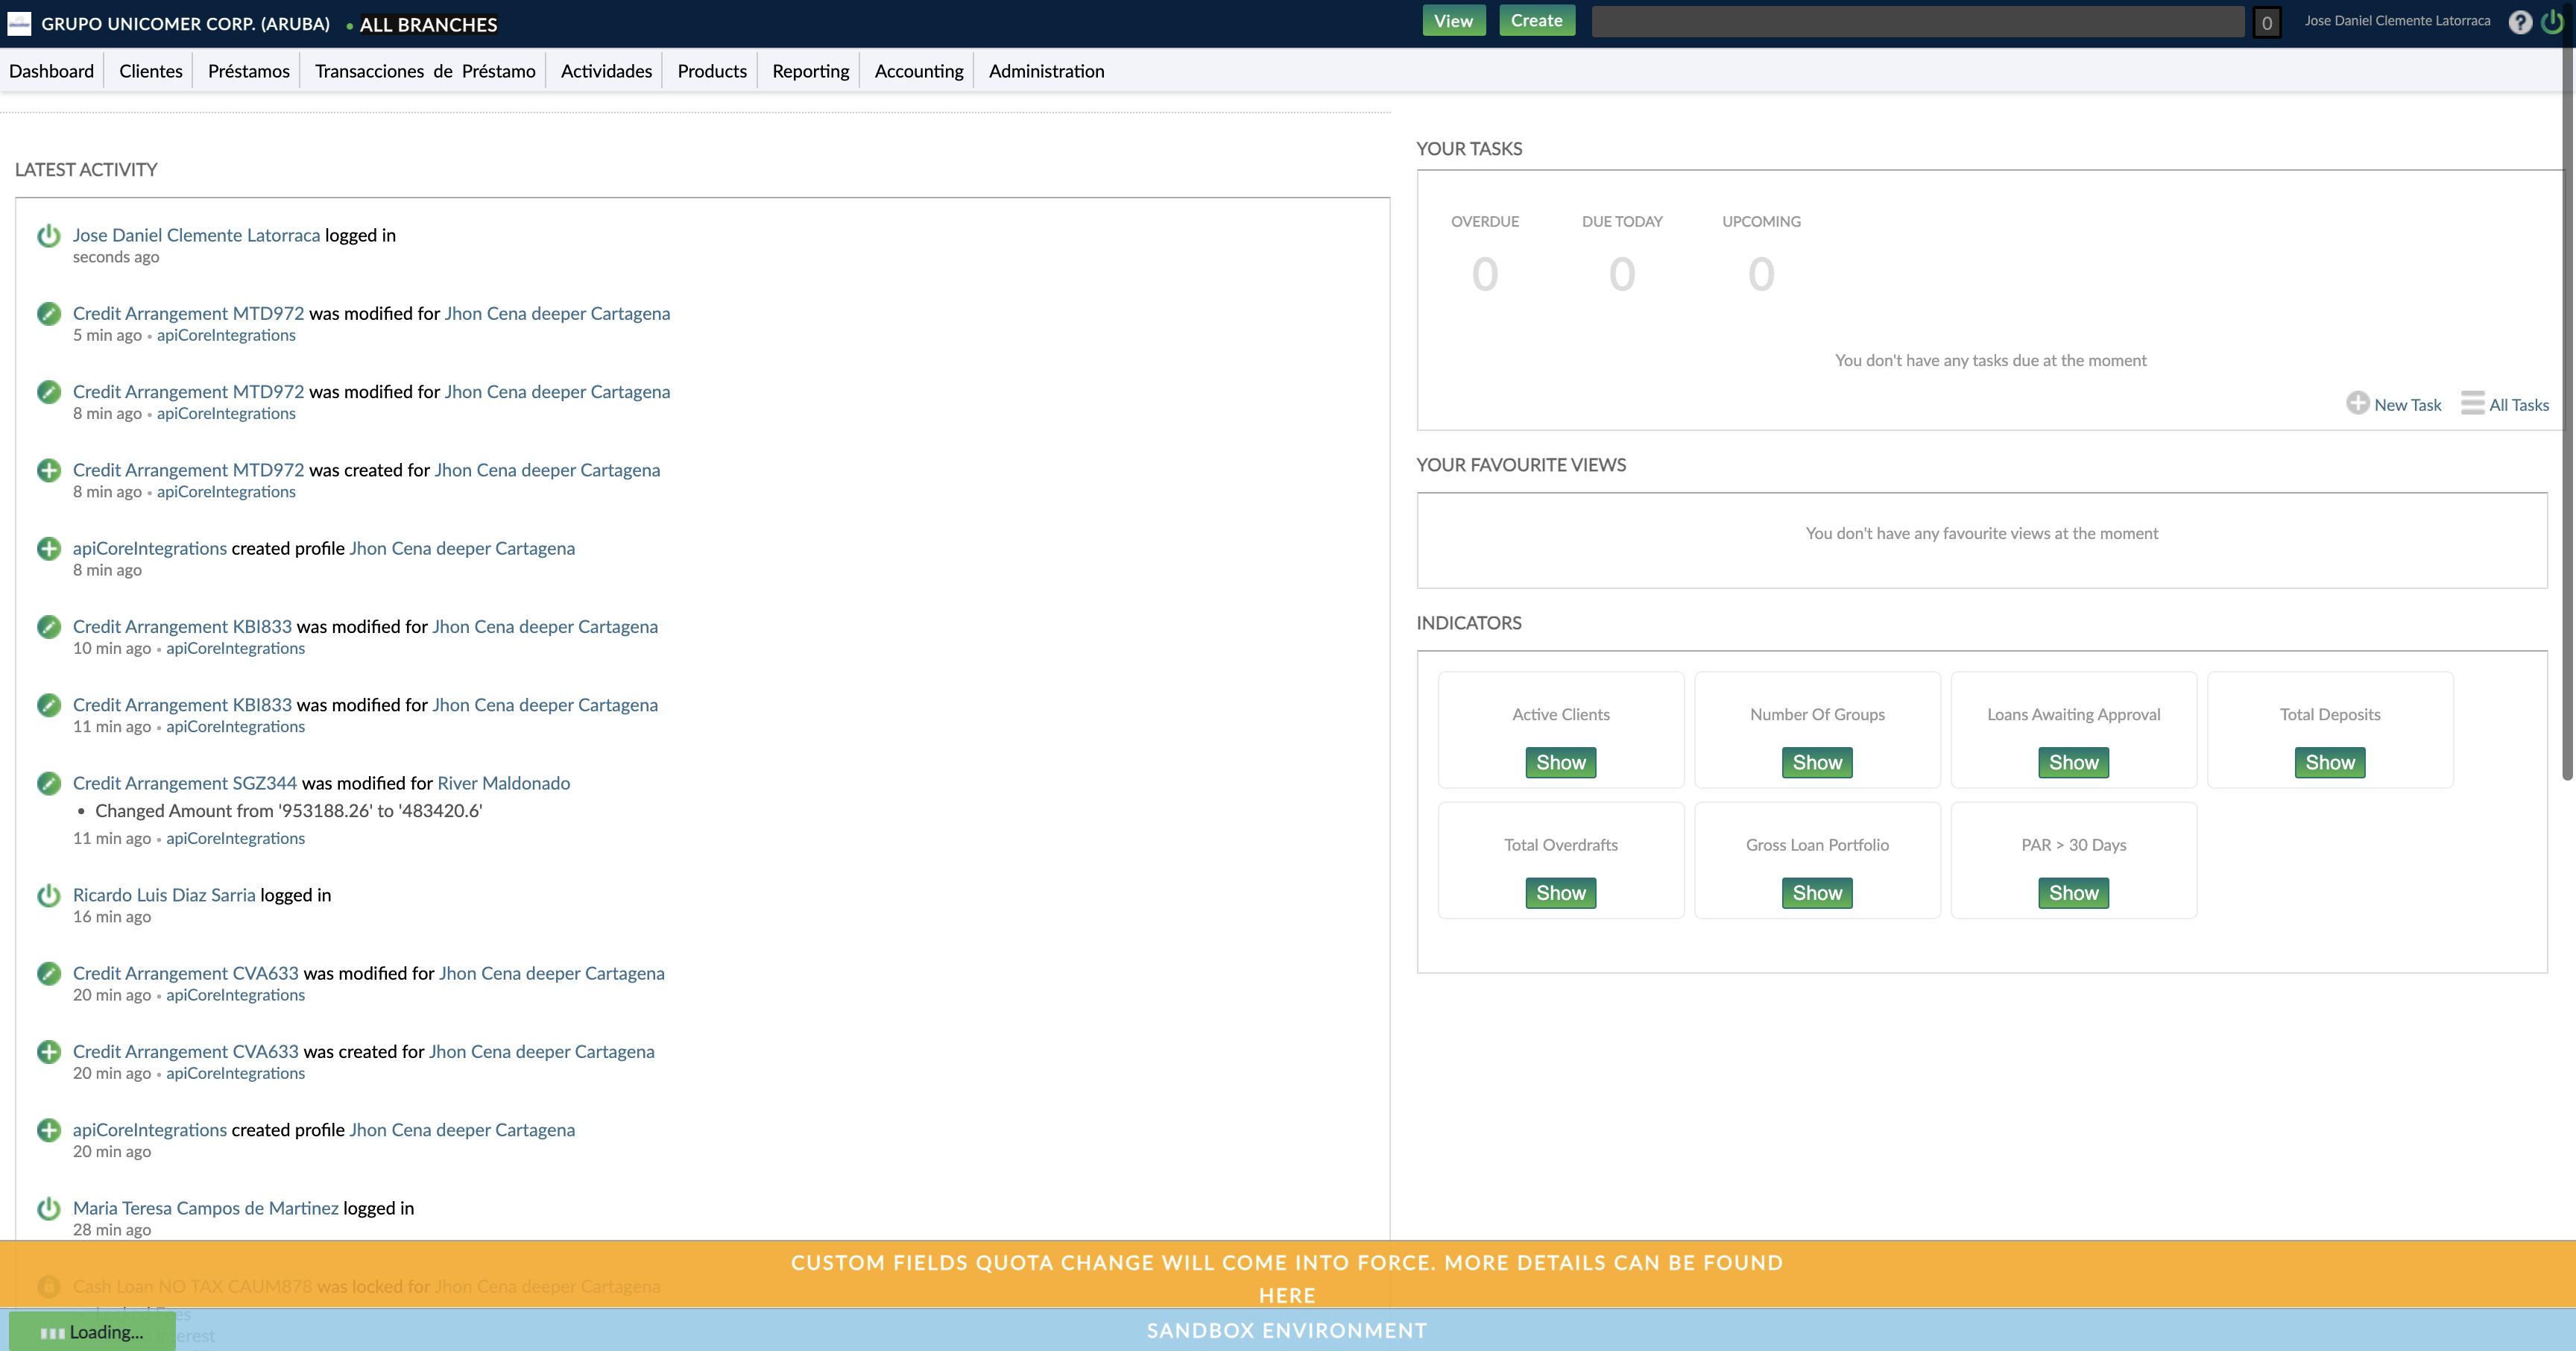 GRUPO UNICOMER CORP. (ARUBA) • ALL BRANCHES
View Create 0 Jose Daniel Clemente Latorraca ?
Dashboard Clientes Préstamos Transacciones de Préstamo Actividades Products Reporting Accounting Administration
LATEST ACTIVITY
Jose Daniel Clemente Latorraca logged in
seconds ago
Credit Arrangement MTD972 was modified for Jhon Cena deeper Cartagena
5 min ago • apiCoreIntegrations
Credit Arrangement MTD972 was modified for Jhon Cena deeper Cartagena
8 min ago • apiCoreIntegrations
Credit Arrangement MTD972 was created for Jhon Cena deeper Cartagena
8 min ago • apiCoreIntegrations
apiCoreIntegrations created profile Jhon Cena deeper Cartagena
8 min ago
Credit Arrangement KBI833 was modified for Jhon Cena deeper Cartagena
10 min ago • apiCoreIntegrations
Credit Arrangement KBI833 was modified for Jhon Cena deeper Cartagena
11 min ago • apiCoreIntegrations
Credit Arrangement SGZ344 was modified for River Maldonado
• Changed Amount from '953188.26' to '483420.6'
11 min ago • apiCoreIntegrations
Ricardo Luis Diaz Sarria logged in
16 min ago
Credit Arrangement CVA633 was modified for Jhon Cena deeper Cartagena
20 min ago • apiCoreIntegrations
Credit Arrangement CVA633 was created for Jhon Cena deeper Cartagena
20 min ago • apiCoreIntegrations
apiCoreIntegrations created profile Jhon Cena deeper Cartagena
20 min ago
Maria Teresa Campos de Martinez logged in
28 min ago
Cash Loan NO TAX CAUM878 was locked for Jhon Cena deeper Cartagena
YOUR TASKS
OVERDUE DUE TODAY UPCOMING
0 0 0
You don't have any tasks due at the moment
New Task All Tasks
YOUR FAVOURITE VIEWS
You don't have any favourite views at the moment
INDICATORS
Active Clients Number Of Groups Loans Awaiting Approval Total Deposits
Show Show Show Show
Total Overdrafts Gross Loan Portfolio PAR > 30 Days
Show Show Show
CUSTOM FIELDS QUOTA CHANGE WILL COME INTO FORCE. MORE DETAILS CAN BE FOUND
HERE
Loading...
SANDBOX ENVIRONMENT